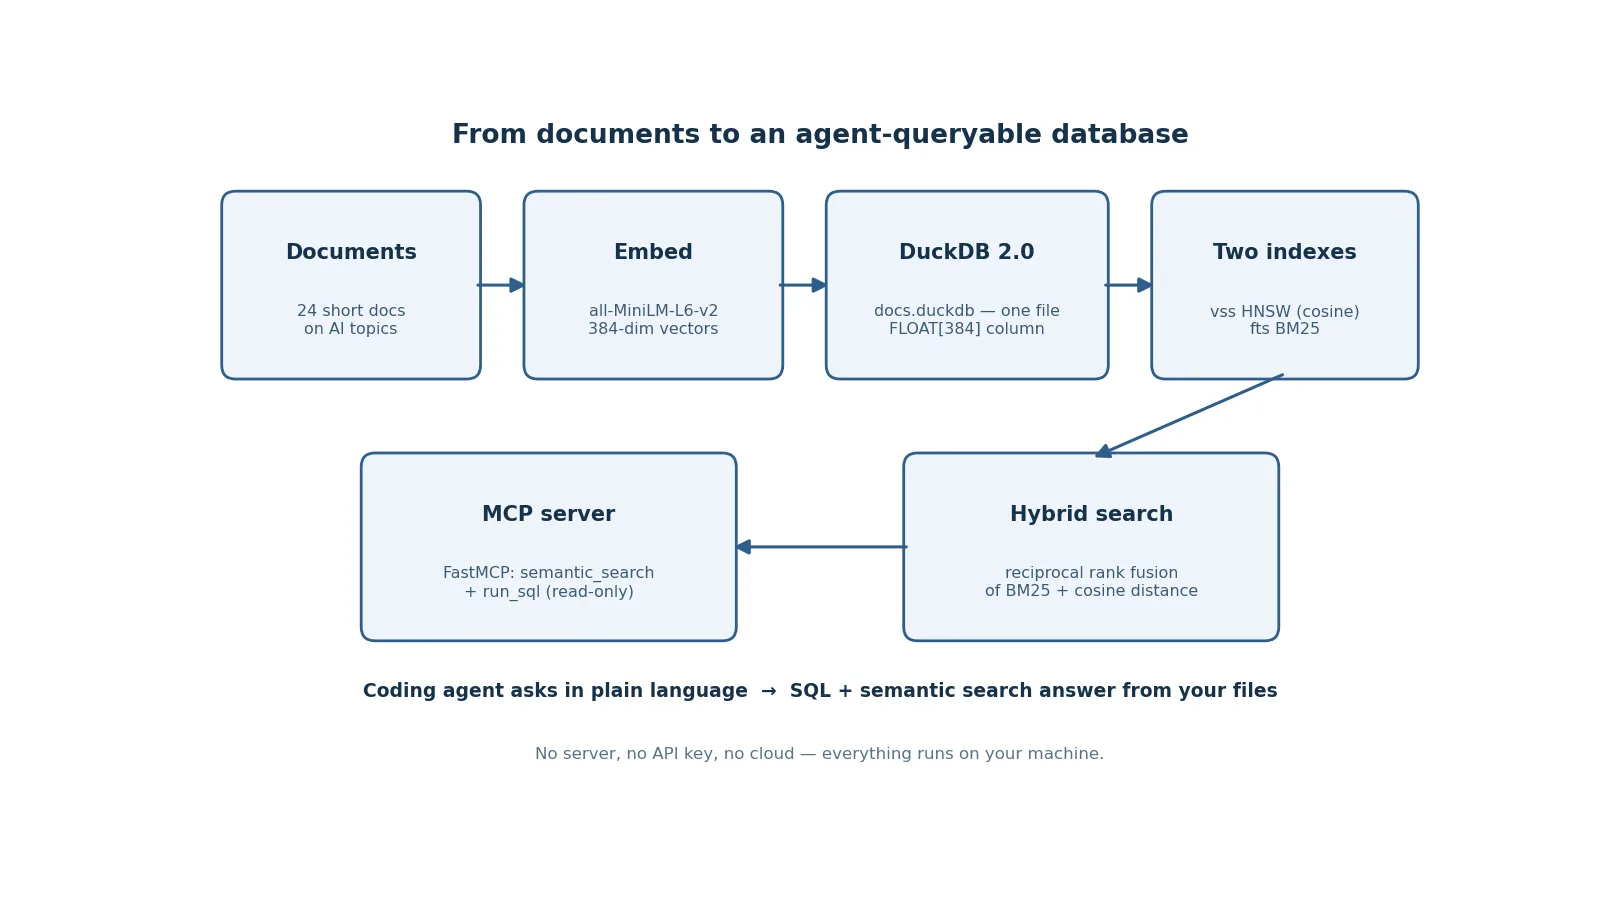 From documents to an agent-queryable database
Documents
24 short docs
on AI topics
Embed
all-MiniLM-L6-v2
384-dim vectors
DuckDB 2.0
docs.duckdb — one file
FLOAT[384] column
Two indexes
vss HNSW (cosine)
fts BM25
MCP server
FastMCP: semantic_search
+ run_sql (read-only)
Hybrid search
reciprocal rank fusion
of BM25 + cosine distance
Coding agent asks in plain language → SQL + semantic search answer from your files
No server, no API key, no cloud — everything runs on your machine.